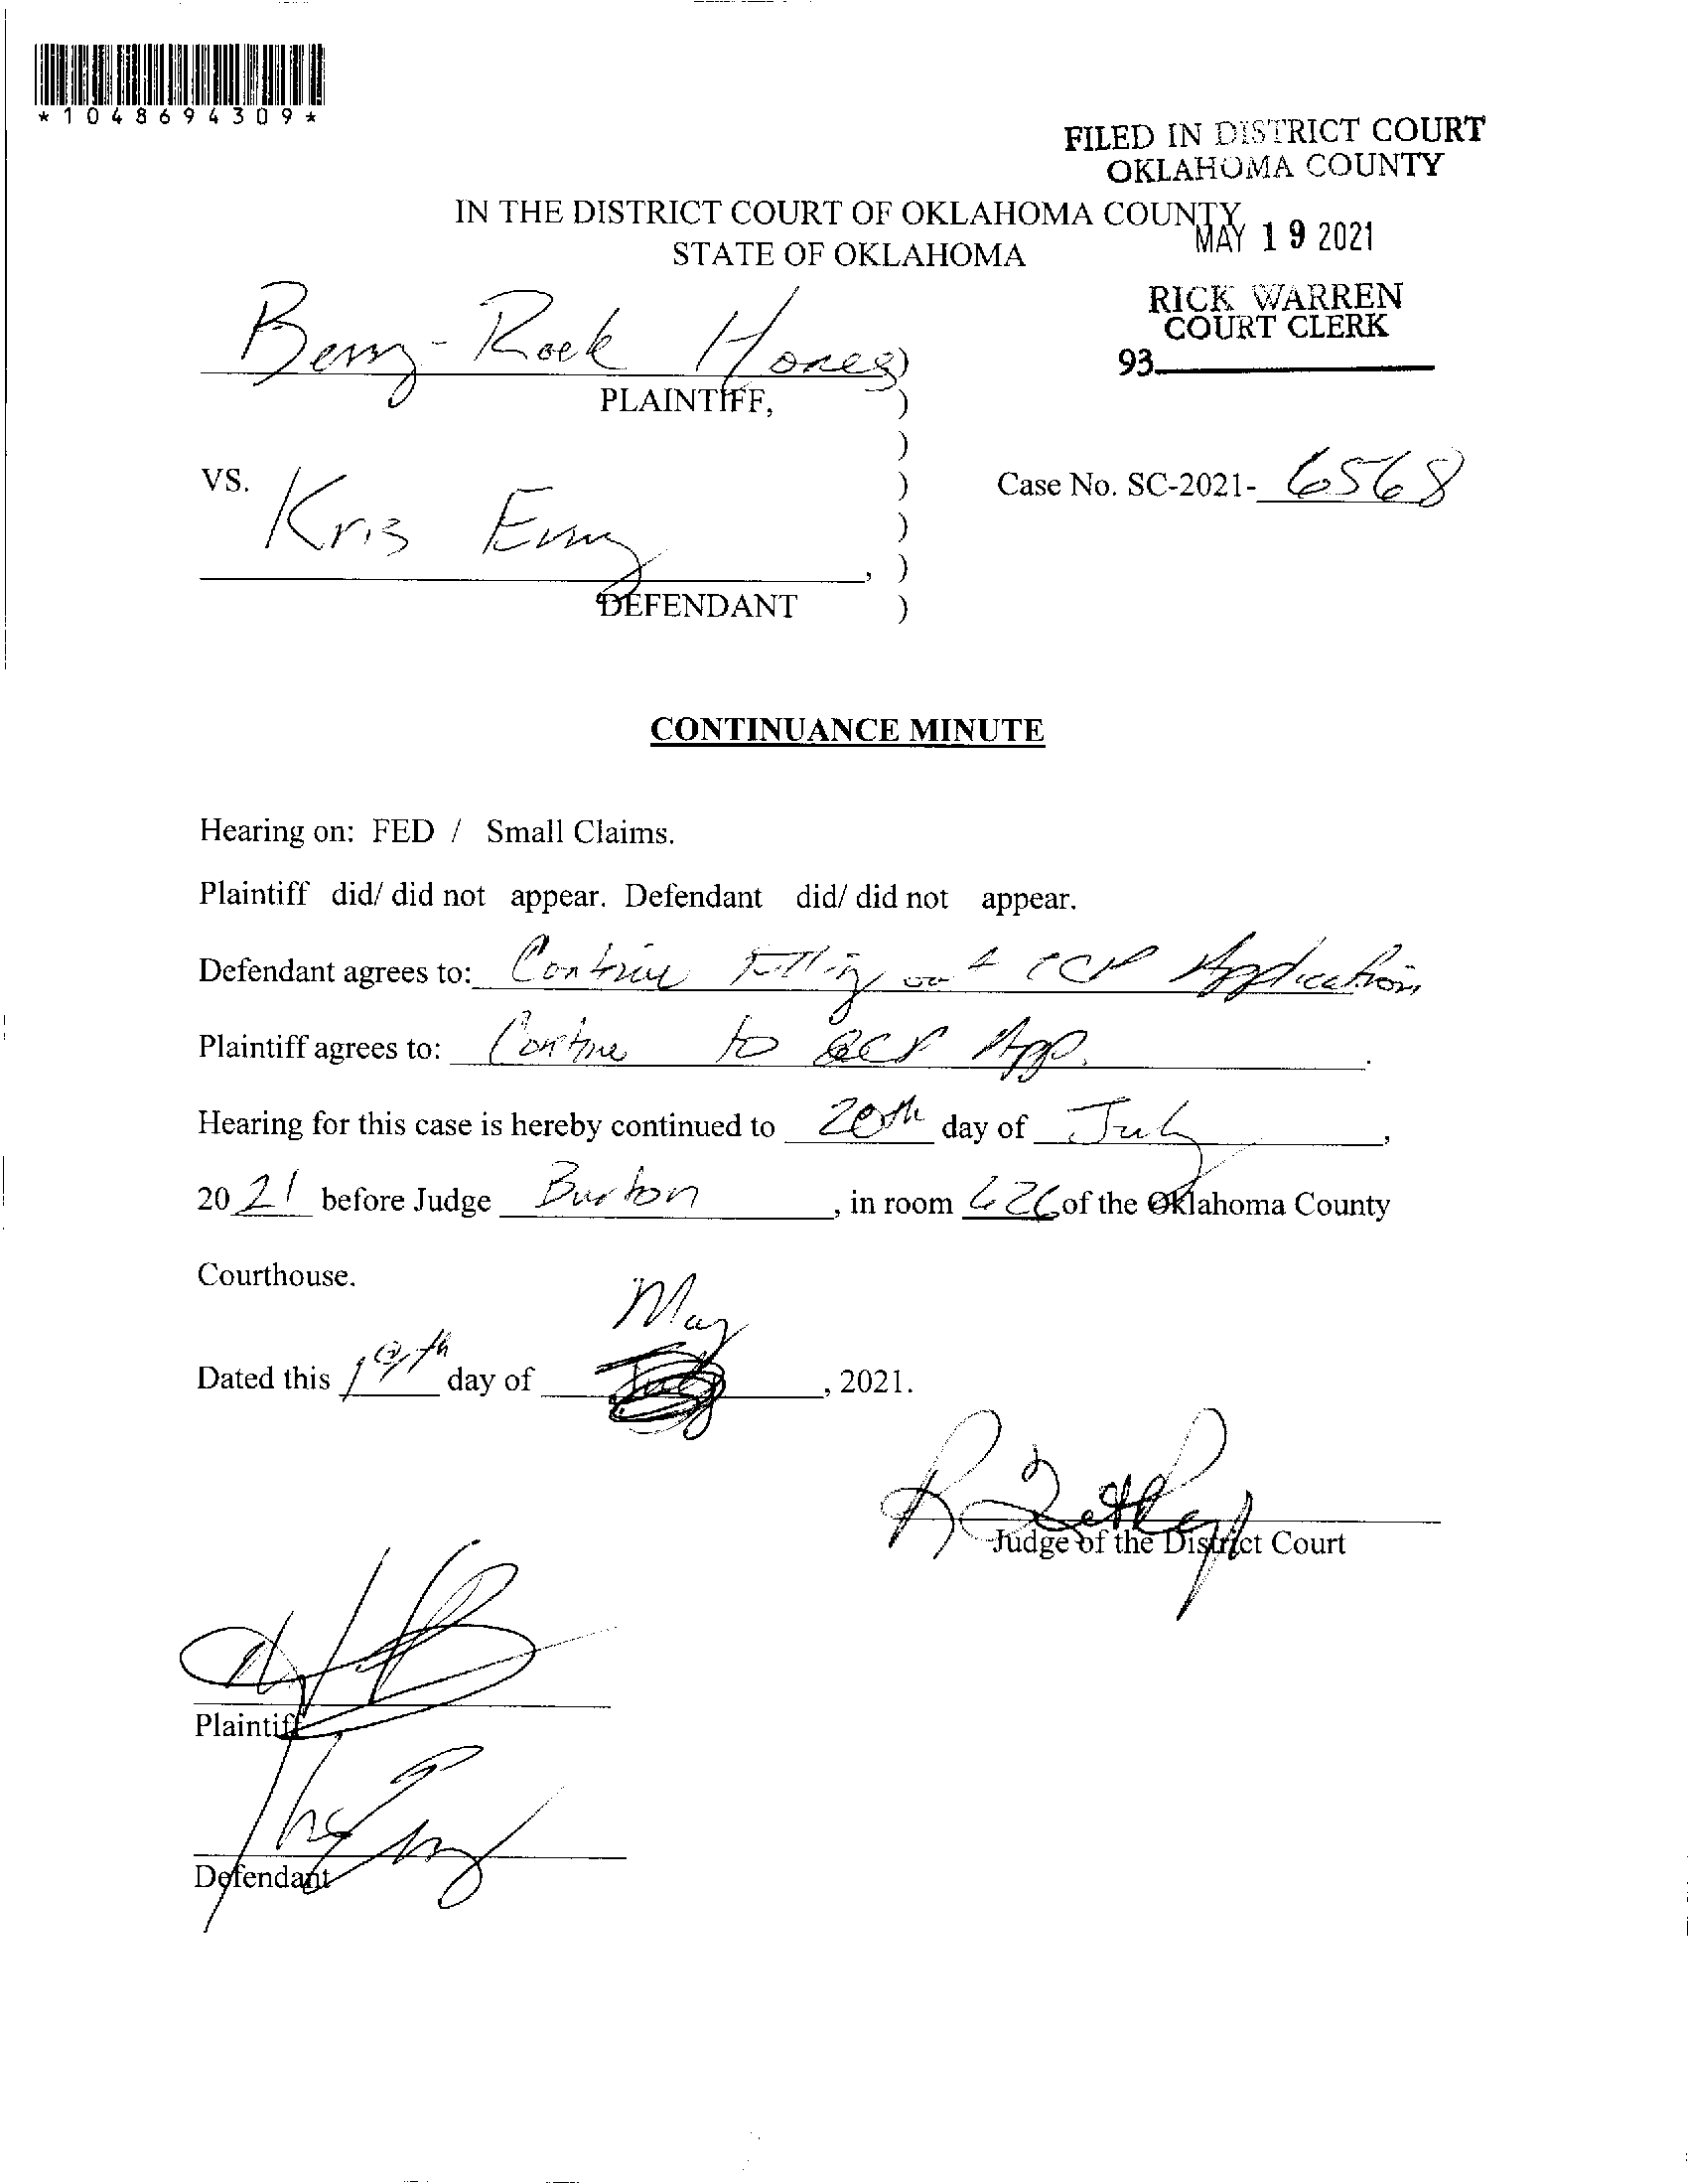 *1048694309*
FILED IN DISTRICT COURT
OKLAHOMA COUNTY
IN THE DISTRICT COURT OF OKLAHOMA COUNTY
MAY 19 2021
STATE OF OKLAHOMA
RICK WARREN
COURT CLERK
93
Berry-Rock Homes )
PLAINTIFF, )
)
VS. )
Case No. SC-2021- 6568
Kris )
, )
DEFENDANT )
CONTINUANCE MINUTE
Hearing on: FED / Small Claims.
Plaintiff did/ did not appear. Defendant did/ did not appear.
Defendant agrees to: Continue Filling out Application
Plaintiff agrees to: Continue to App.
Hearing for this case is hereby continued to 20th day of July,
20 21 before Judge Burton, in room 626 of the Oklahoma County
Courthouse.
May
Dated this 19th day of July, 2021.
Judge of the District Court
Plaintiff
Defendant